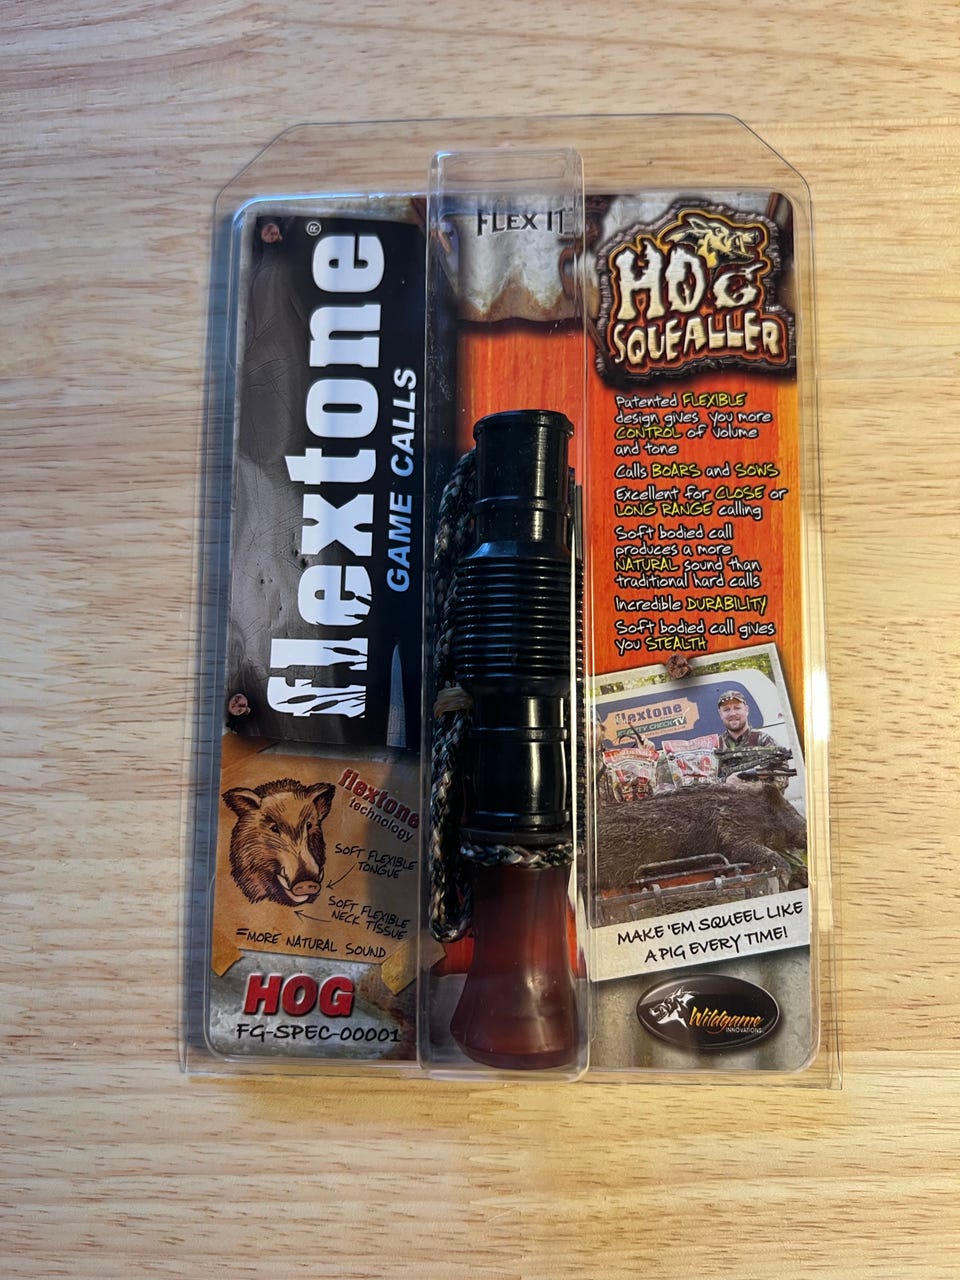 FLEX IT™
flextone®
GAME CALLS
HOG
SQUEALLER™
Patented FLEXIBLE
design gives you more
CONTROL of volume
and tone
Calls BOARS and SOWS
Excellent for CLOSE or
LONG RANGE calling
Soft bodied call
produces a more
NATURAL sound than
traditional hard calls
Incredible DURABILITY
Soft bodied call gives
you STEALTH
flextone
technology
SOFT FLEXIBLE
TONGUE
SOFT FLEXIBLE
NECK TISSUE
=MORE NATURAL SOUND
HOG
FG-SPEC-00001
flextone
TV
MAKE 'EM SQUEEL LIKE
A PIG EVERY TIME!
Wildgame
INNOVATIONS